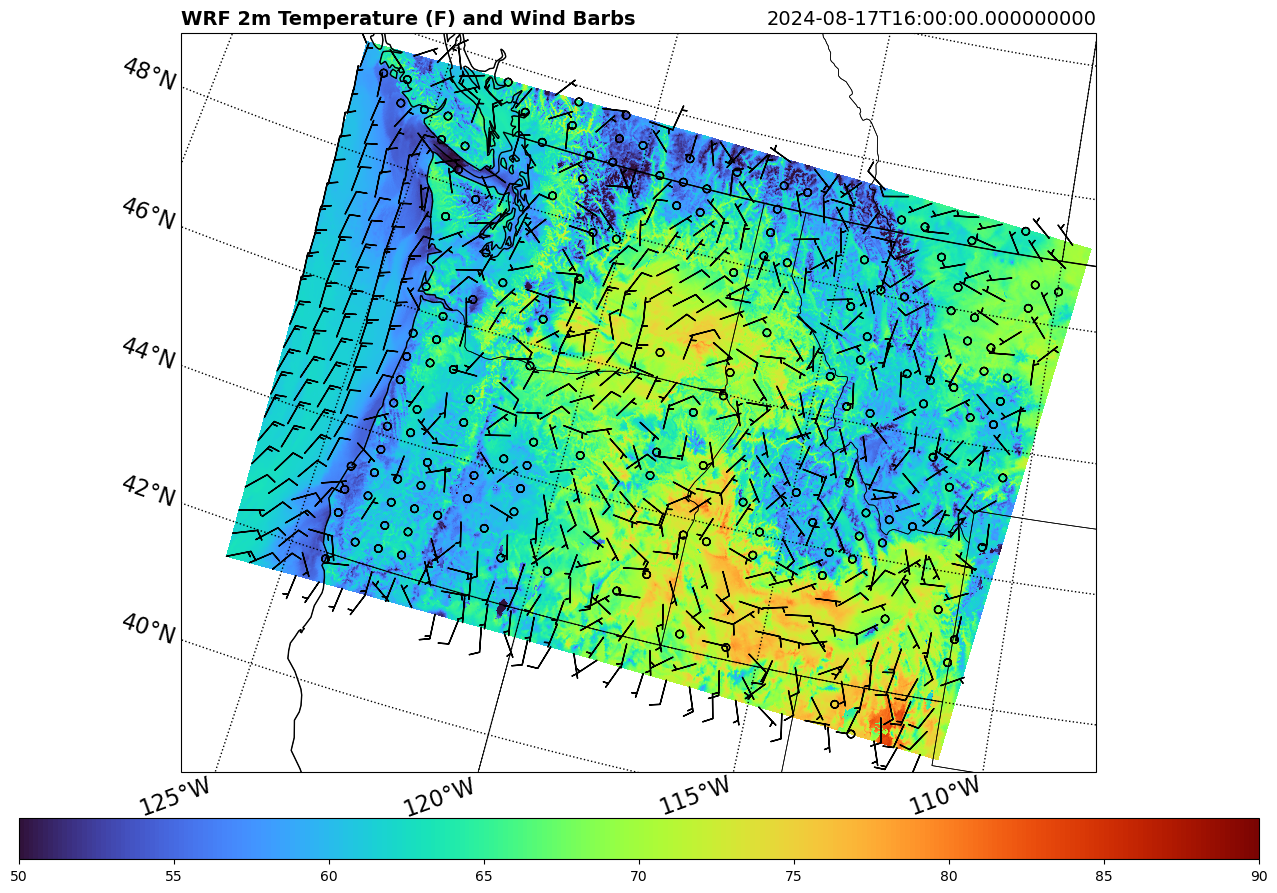 WRF 2m Temperature (F) and Wind Barbs 2024-08-17T16:00:00.000000000
48°N
46°N
44°N
42°N
40°N
125°W 120°W 115°W 110°W
50 55 60 65 70 75 80 85 90